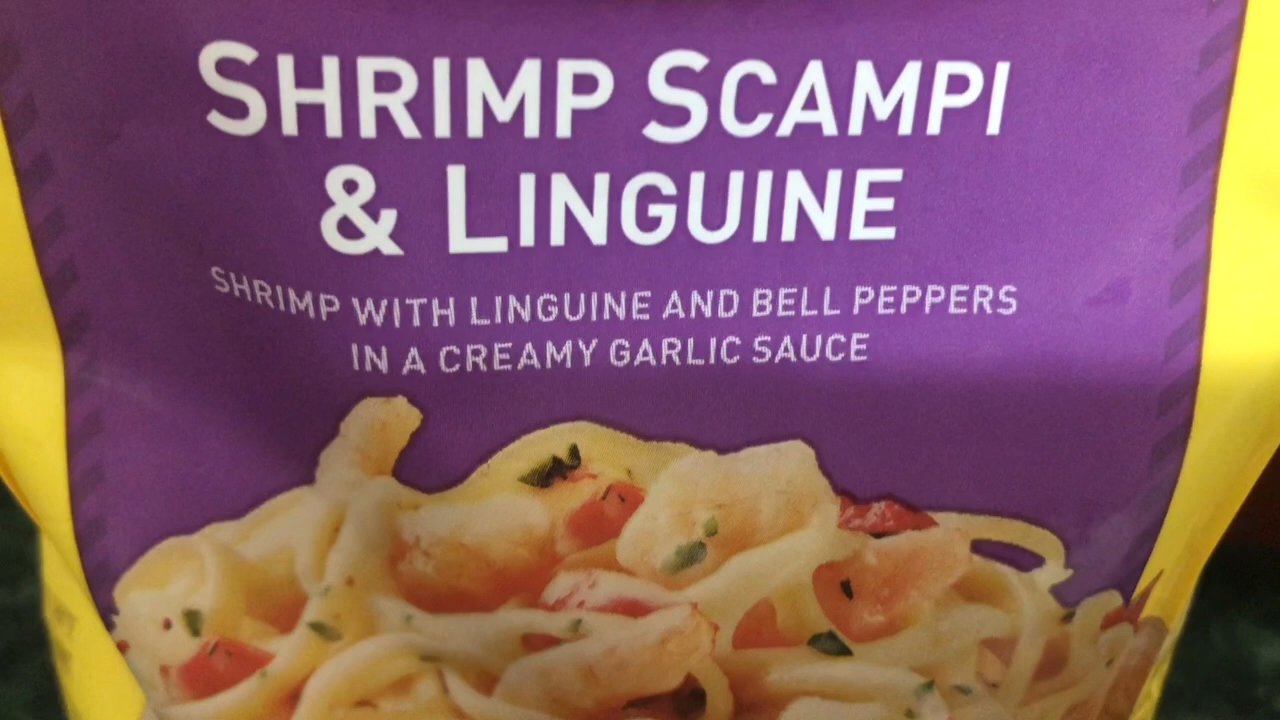 SHRIMP SCAMPI
& LINGUINE
SHRIMP WITH LINGUINE AND BELL PEPPERS
IN A CREAMY GARLIC SAUCE